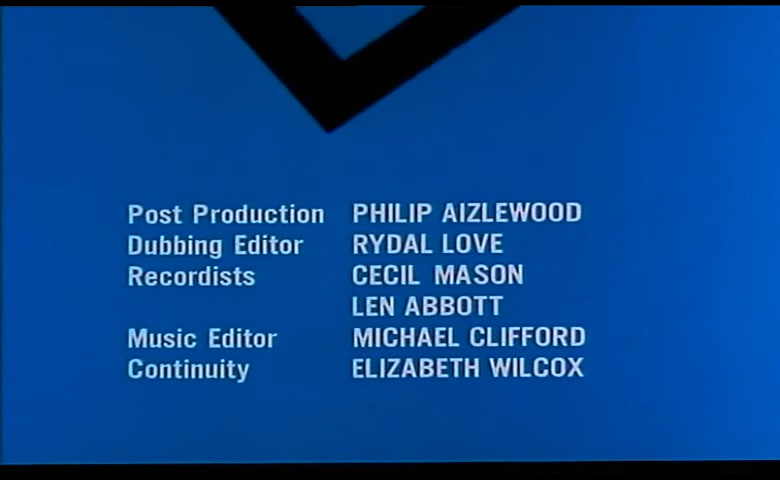 Post Production PHILIP AIZLEWOOD
Dubbing Editor RYDAL LOVE
Recordists CECIL MASON
LEN ABBOTT
Music Editor MICHAEL CLIFFORD
Continuity ELIZABETH WILCOX